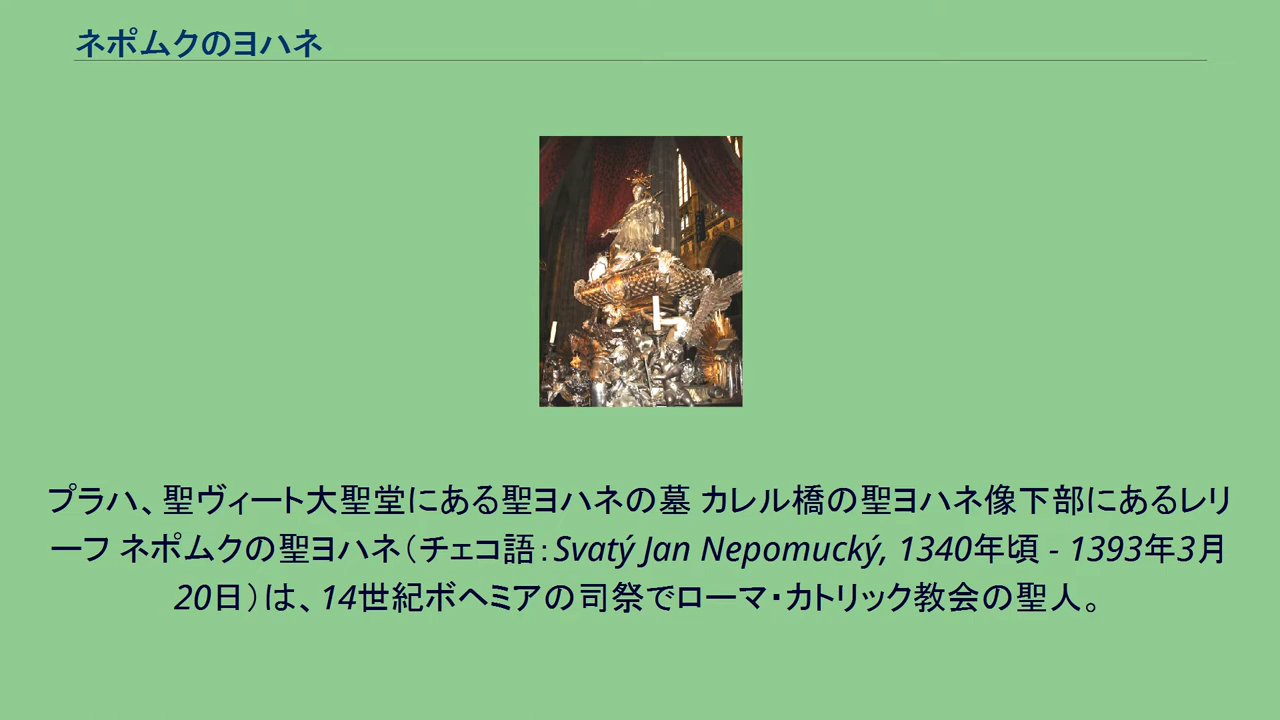 ネポムクのヨハネ
プラハ、聖ヴィート大聖堂にある聖ヨハネの墓 カレル橋の聖ヨハネ像下部にあるレリ
ーフ ネポムクの聖ヨハネ（チェコ語：Svatý Jan Nepomucký, 1340年頃 - 1393年3月
20日）は、14世紀ボヘミアの司祭でローマ・カトリック教会の聖人。